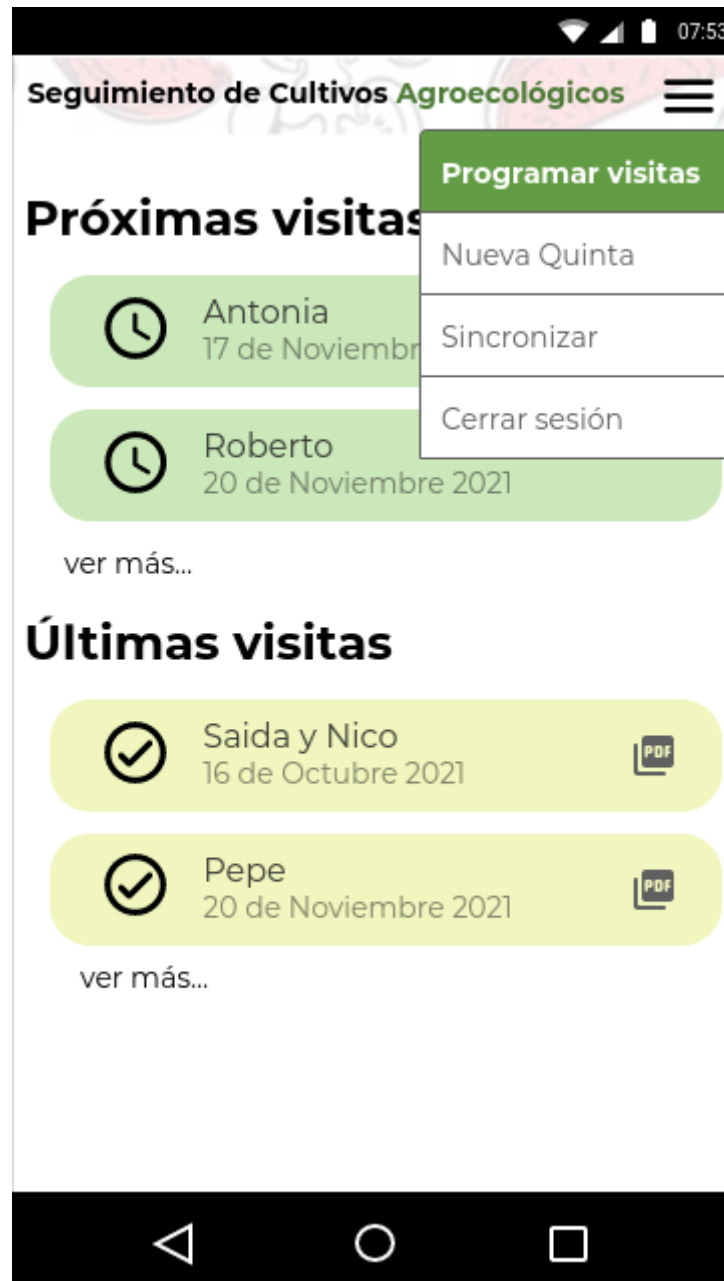 07:53
Seguimiento de Cultivos Agroecológicos
Programar visitas
Nueva Quinta
Sincronizar
Cerrar sesión
Próximas visitas
Antonia
17 de Noviembr
Roberto
20 de Noviembre 2021
ver más...
Últimas visitas
Saida y Nico
16 de Octubre 2021
PDF
Pepe
20 de Noviembre 2021
PDF
ver más...